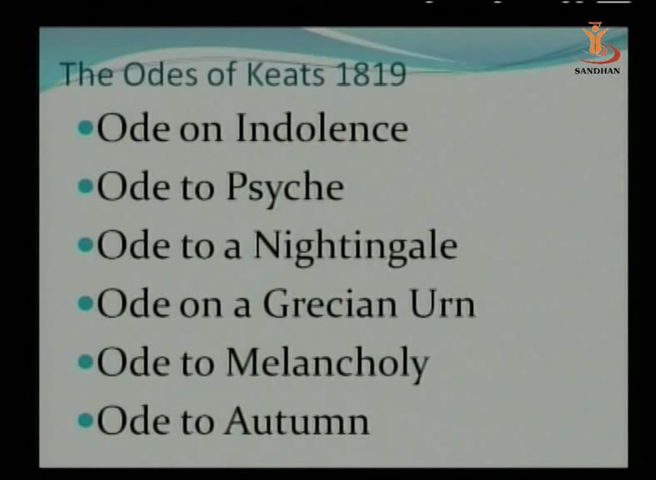 SANDHAN
The Odes of Keats 1819
•Ode on Indolence
•Ode to Psyche
•Ode to a Nightingale
•Ode on a Grecian Urn
•Ode to Melancholy
•Ode to Autumn